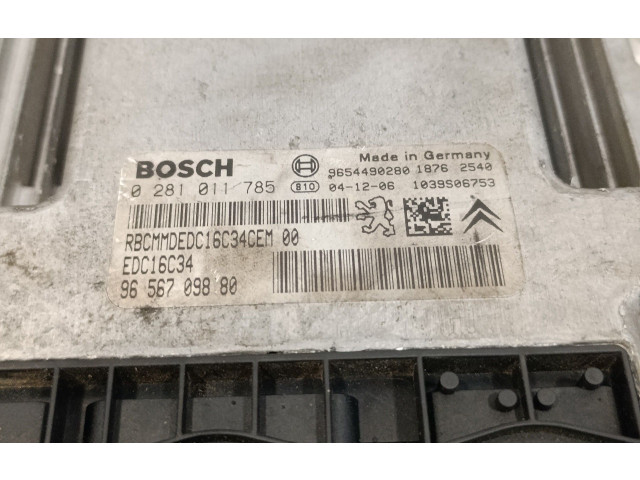 BOSCH
Made in Germany
9654490280 1876 2540
0 281 011 785 B10 04-12-06 1039S06753
RBCMMDEDC16C34CEM 00
EDC16C34
96 567 098 80